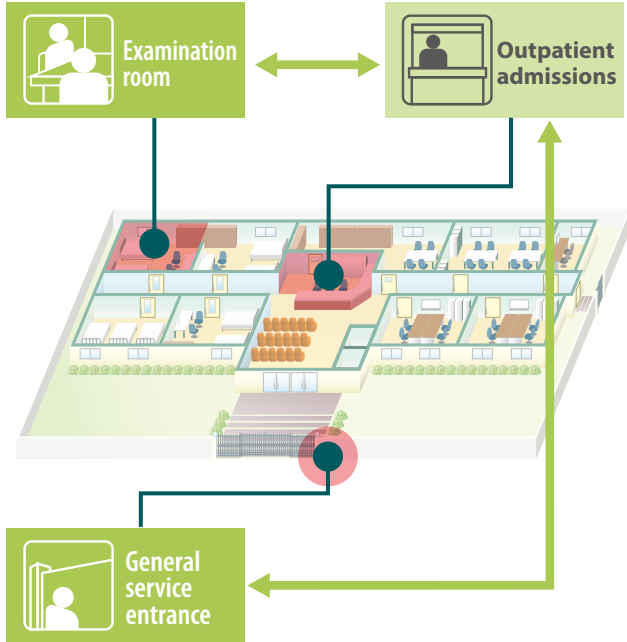 Examination
room
Outpatient
admissions
General
service
entrance